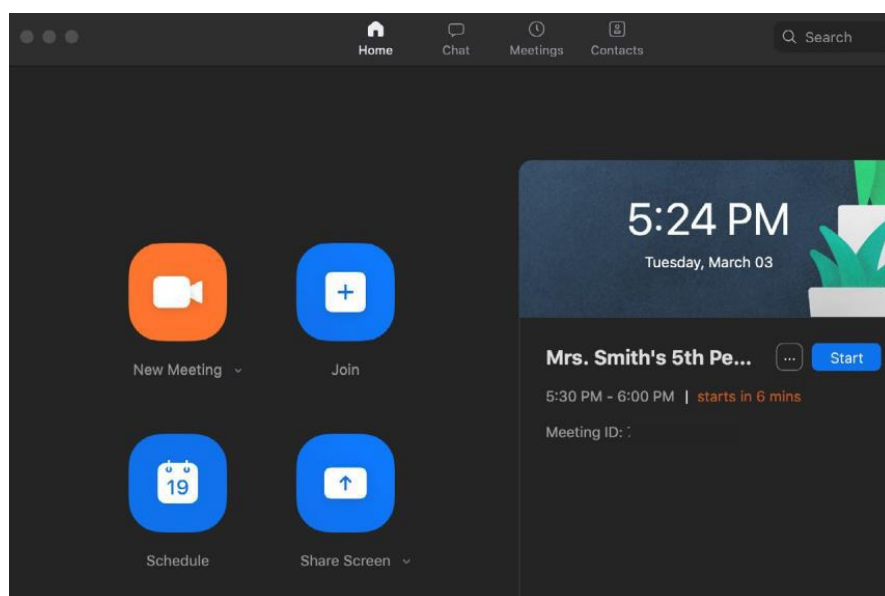 Home
Chat
Meetings
Contacts
Search
5:24 PM
Tuesday, March 03
New Meeting
Join
Mrs. Smith's 5th Pe... ... Start
5:30 PM - 6:00 PM | starts in 6 mins
Meeting ID:
19
Schedule
Share Screen